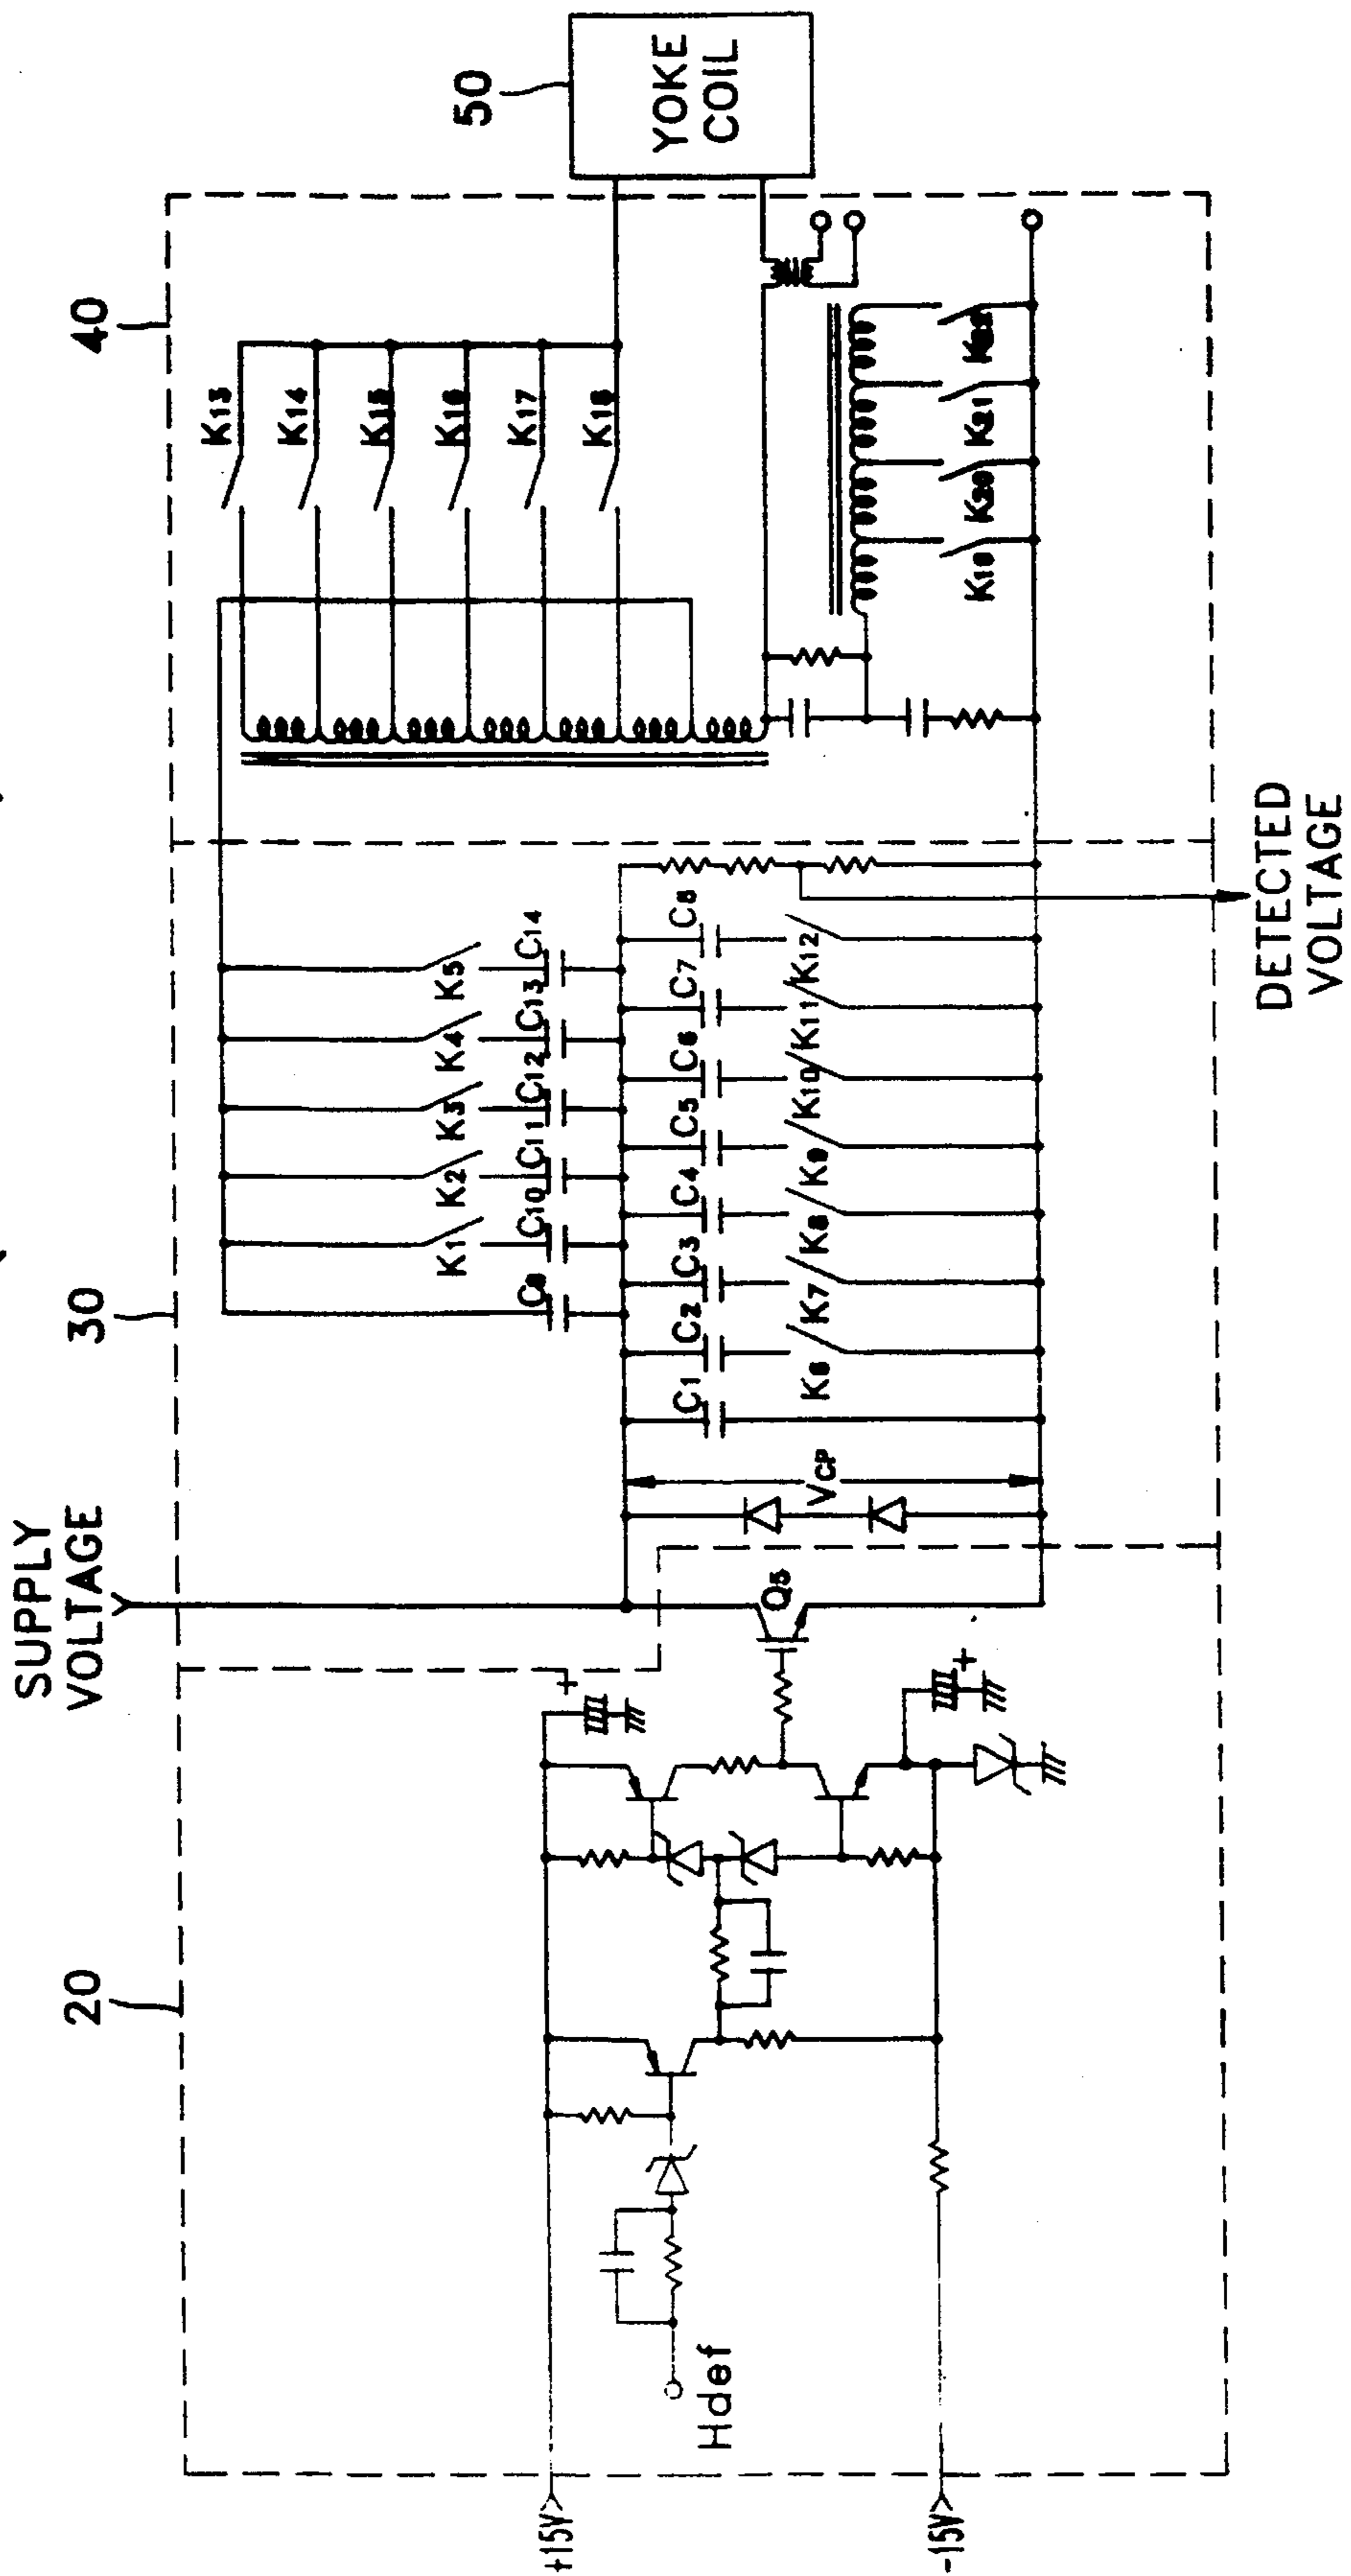 SUPPLY
VOLTAGE
20
30
40
50
YOKE
COIL
+15V
-15V
Hdef
+
+
Q5
VCP
C9
K1
C10
K2
C11
K3
C12
K4
C13
K5
C14
C1
C2
C3
C4
C5
C6
C7
C8
K6
K7
K8
K9
K10
K11
K12
K13
K14
K15
K16
K17
K18
K19
K20
K21
K22
DETECTED
VOLTAGE